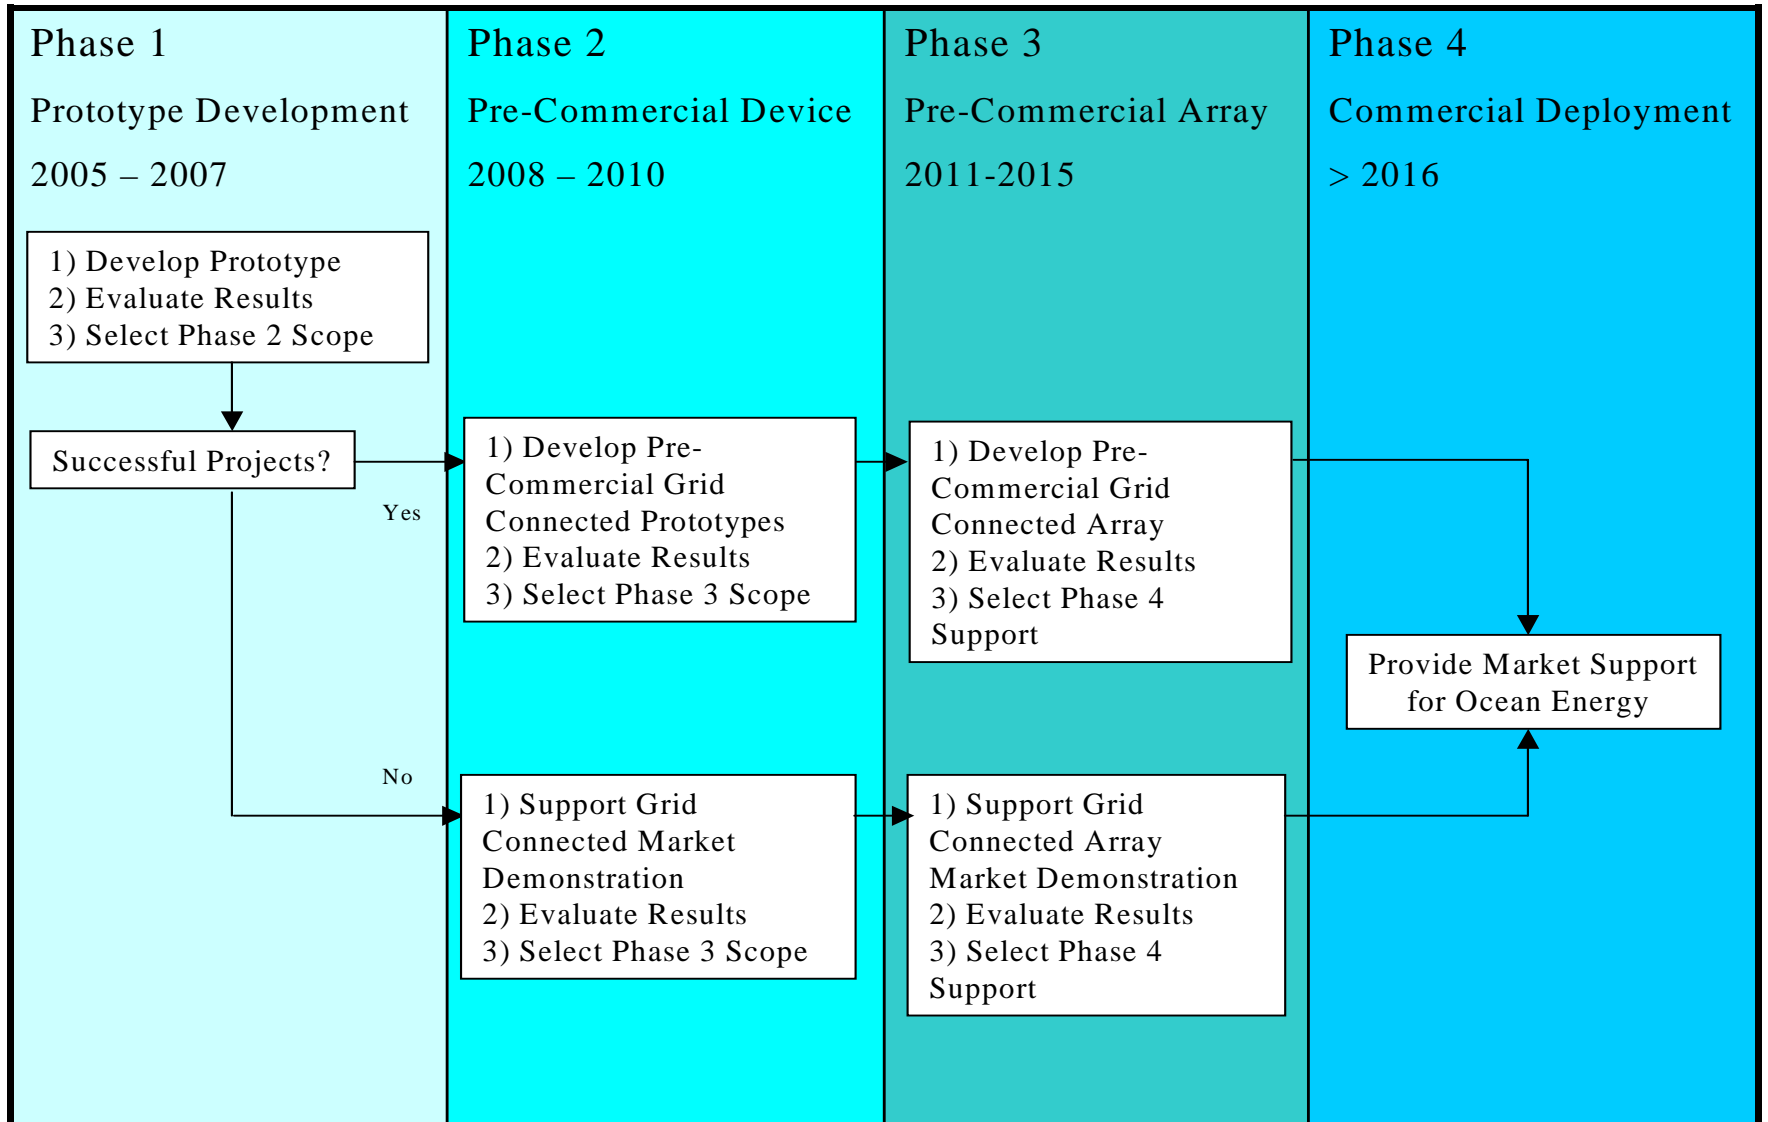 Phase 1
Prototype Development
2005 – 2007
1) Develop Prototype
2) Evaluate Results
3) Select Phase 2 Scope
Successful Projects?
Yes
No
Phase 2
Pre-Commercial Device
2008 – 2010
1) Develop Pre-
Commercial Grid
Connected Prototypes
2) Evaluate Results
3) Select Phase 3 Scope
1) Support Grid
Connected Market
Demonstration
2) Evaluate Results
3) Select Phase 3 Scope
Phase 3
Pre-Commercial Array
2011-2015
1) Develop Pre-
Commercial Grid
Connected Array
2) Evaluate Results
3) Select Phase 4
Support
1) Support Grid
Connected Array
Market Demonstration
2) Evaluate Results
3) Select Phase 4
Support
Phase 4
Commercial Deployment
> 2016
Provide Market Support
for Ocean Energy